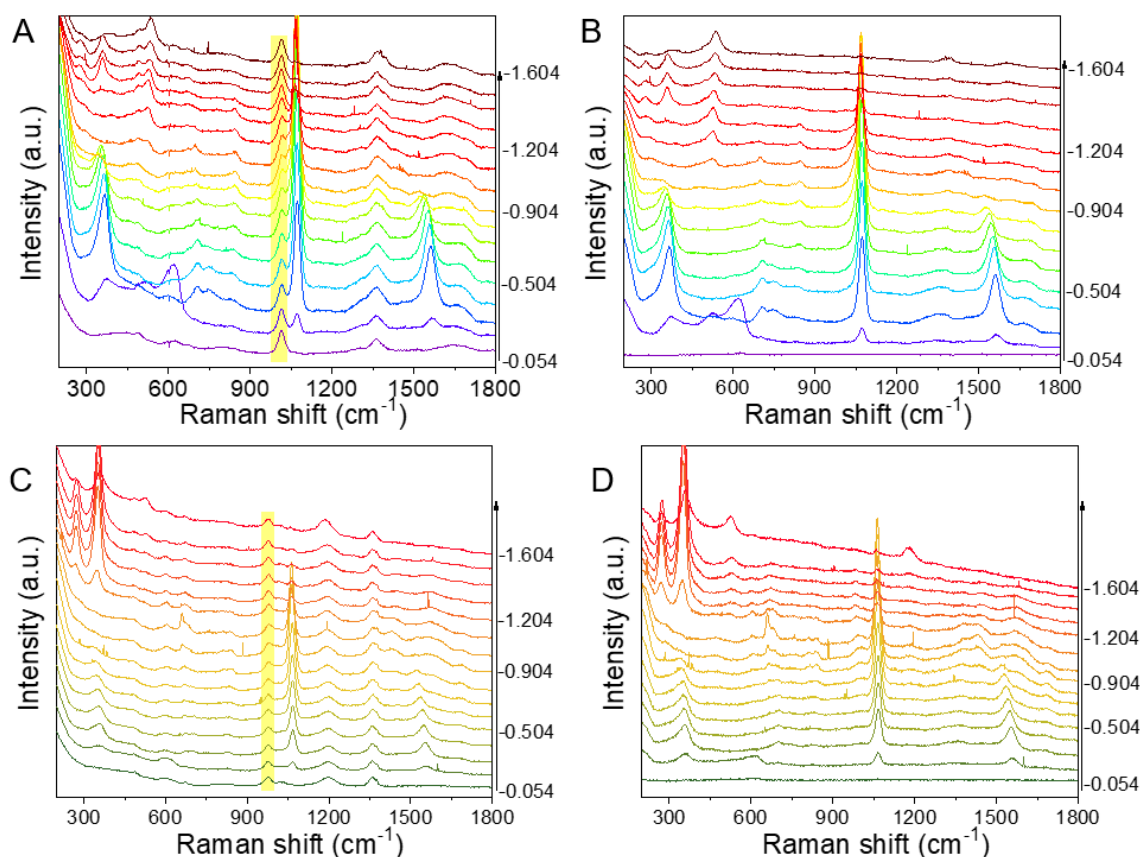 A
Intensity (a.u.)
-1.604
-1.204
-0.904
-0.504
-0.054
300 600 900 1200 1500 1800
Raman shift (cm⁻¹)
B
Intensity (a.u.)
-1.604
-1.204
-0.904
-0.504
-0.054
300 600 900 1200 1500 1800
Raman shift (cm⁻¹)
C
Intensity (a.u.)
-1.604
-1.204
-0.904
-0.504
-0.054
300 600 900 1200 1500 1800
Raman shift (cm⁻¹)
D
Intensity (a.u.)
-1.604
-1.204
-0.904
-0.504
-0.054
300 600 900 1200 1500 1800
Raman shift (cm⁻¹)